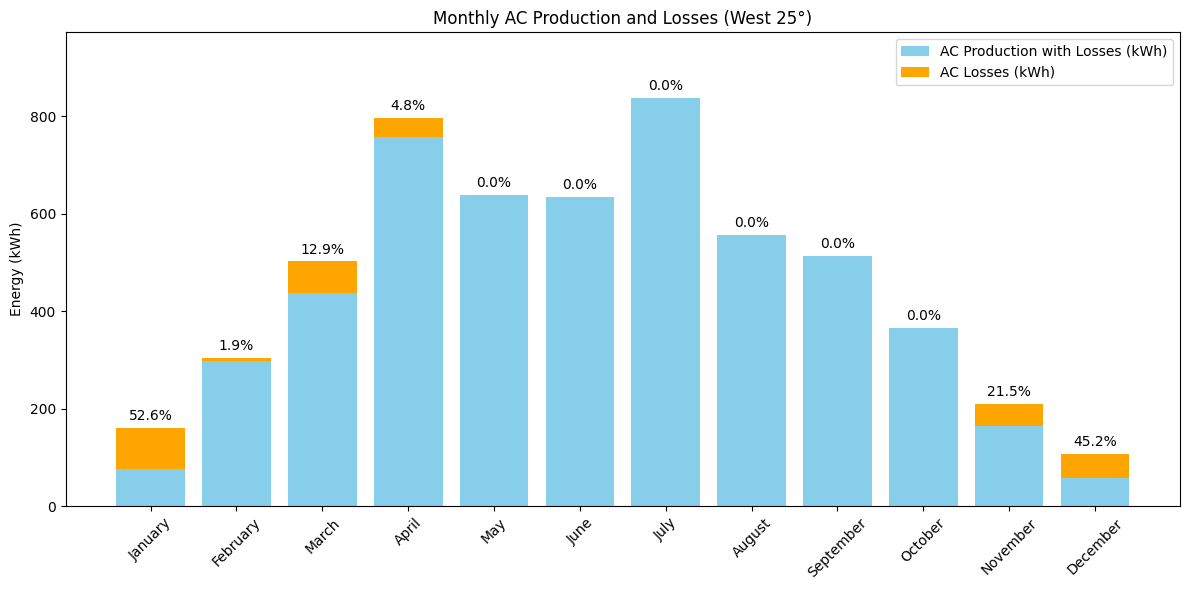 Monthly AC Production and Losses (West 25°)
AC Production with Losses (kWh)
AC Losses (kWh)
Energy (kWh)
800
600
400
200
0
52.6%
1.9%
12.9%
4.8%
0.0%
0.0%
0.0%
0.0%
0.0%
0.0%
21.5%
45.2%
January
February
March
April
May
June
July
August
September
October
November
December